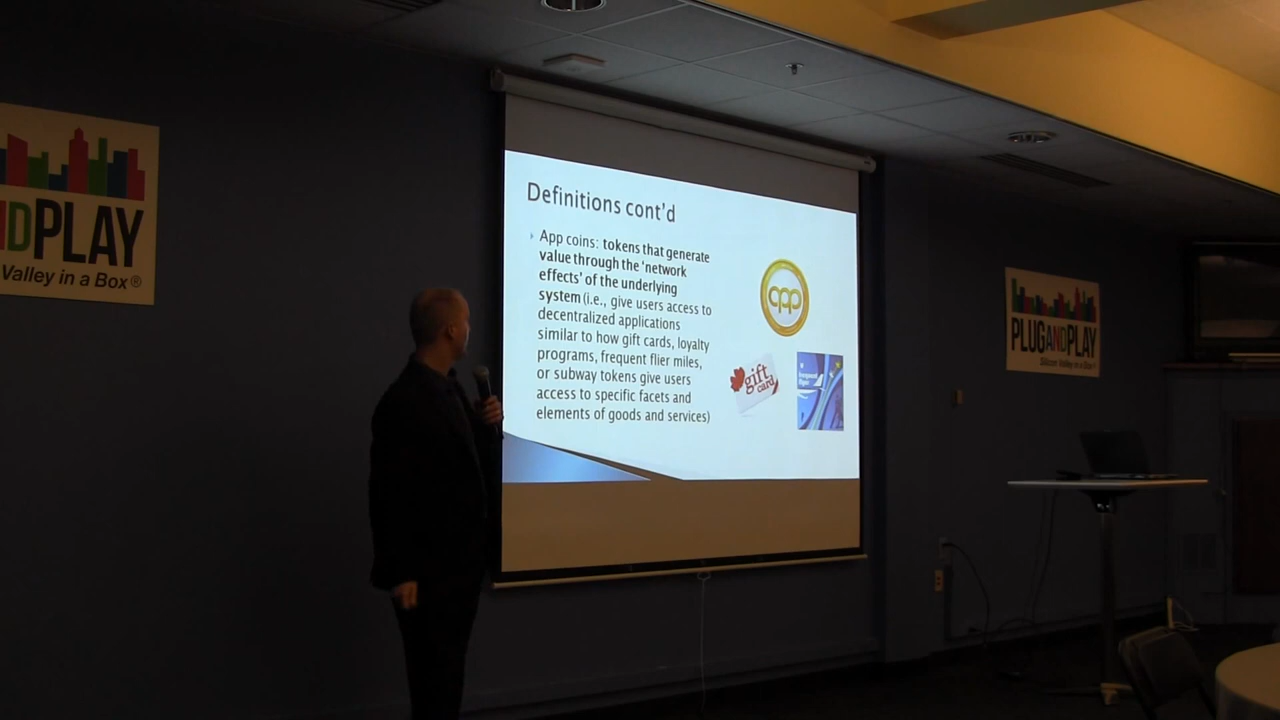 NDPLAY
Valley in a Box®
Definitions cont'd
App coins: tokens that generate
value through the 'network
effects' of the underlying
system (i.e., give users access to
decentralized applications
similar to how gift cards, loyalty
programs, frequent flier miles,
or subway tokens give users
access to specific facets and
elements of goods and services)
app
gift
card
PLUGANDPLAY
Silicon Valley in a Box®